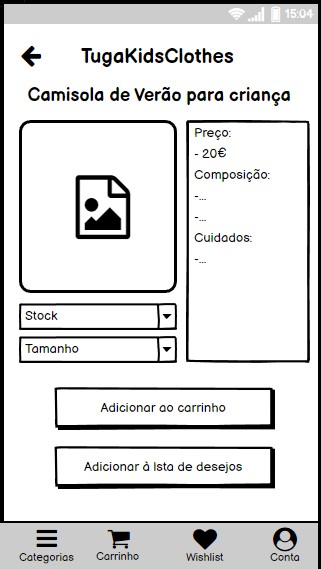 15:04
TugaKidsClothes
Camisola de Verão para criança
Preço:
- 20€
Composição:
-...
-...
Cuidados:
-...
Stock
Tamanho
Adicionar ao carrinho
Adicionar à lsta de desejos
Categorias
Carrinho
Wishlist
Conta